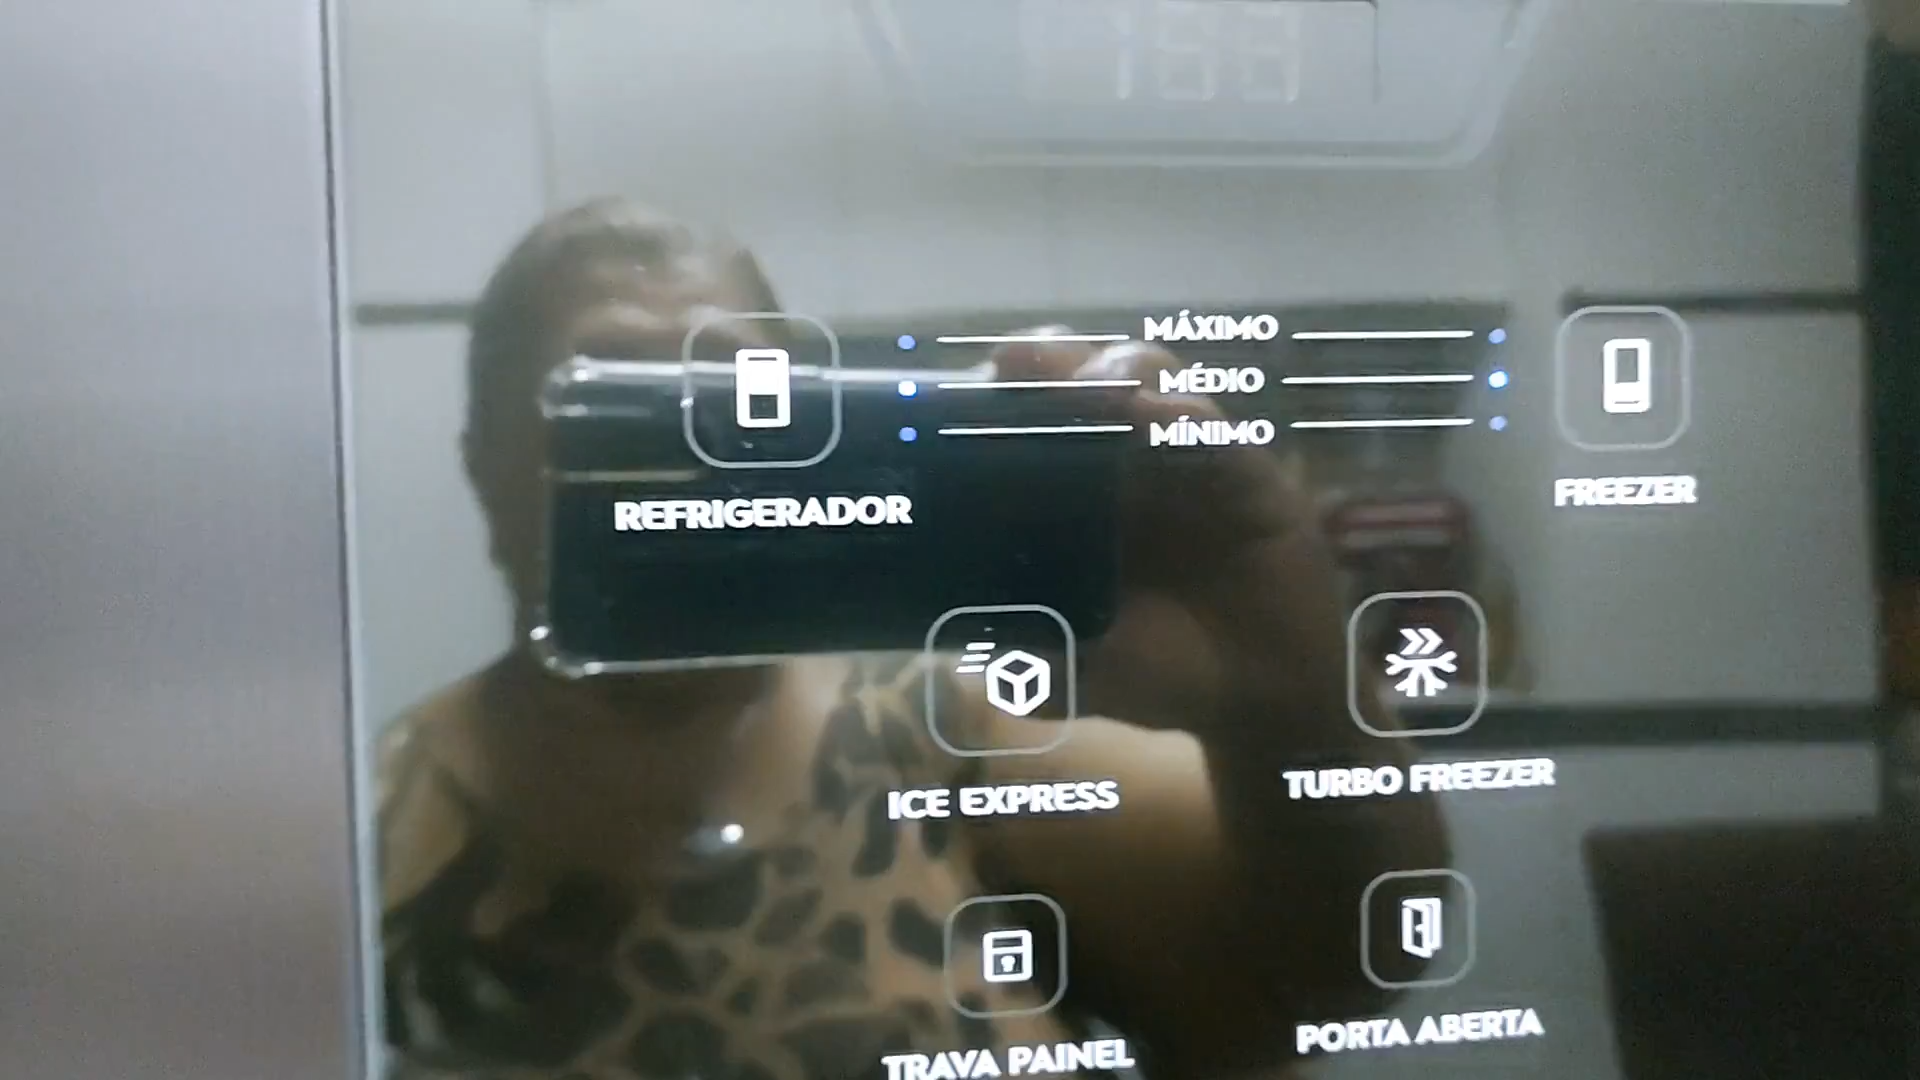 MÁXIMO
MÉDIO
MÍNIMO
REFRIGERADOR
FREEZER
ICE EXPRESS
TURBO FREEZER
TRAVA PAINEL
PORTA ABERTA